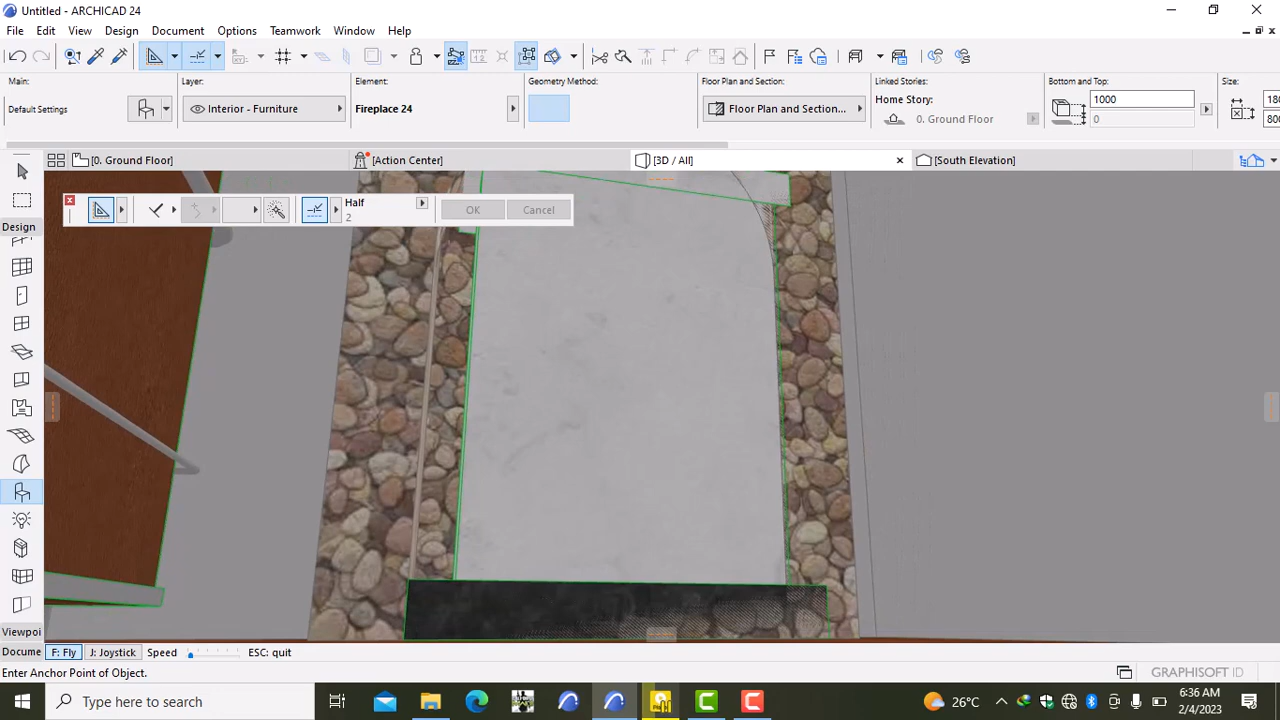 Untitled - ARCHICAD 24
File Edit View Design Document Options Teamwork Window Help
Main: Layer: Element: Geometry Method: Floor Plan and Section: Linked Stories: Bottom and Top: Size:
Default Settings Interior - Furniture Fireplace 24 Floor Plan and Section... Home Story: 1000
0. Ground Floor 0
[0. Ground Floor] [Action Center] [3D / All] [South Elevation]
Design
Half
2
OK Cancel
Viewpoi
Docume F: Fly J: Joystick Speed ESC: quit
Enter Anchor Point of Object. GRAPHISOFT ID
Type here to search 26°C 6:36 AM
2/4/2023